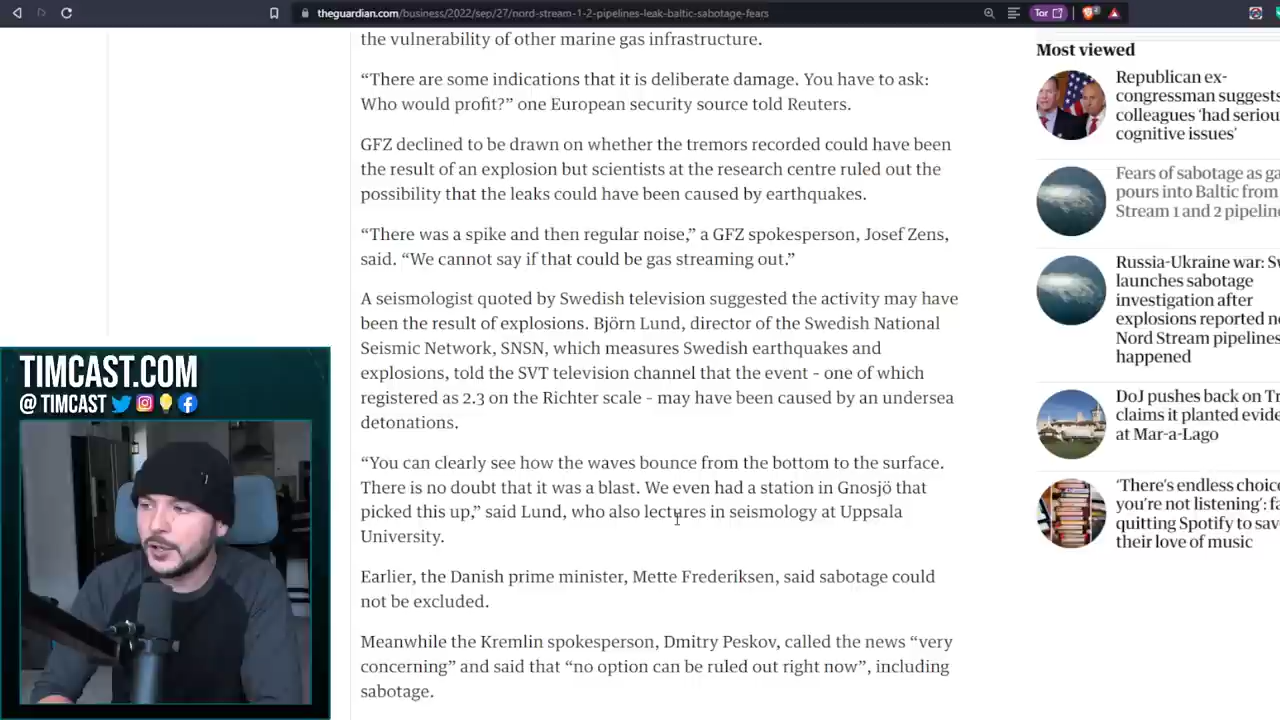 theguardian.com/business/2022/sep/27/nord-stream-1-2-pipelines-leak-baltic-sabotage-fears
Tor
2
the vulnerability of other marine gas infrastructure.
“There are some indications that it is deliberate damage. You have to ask:
Who would profit?” one European security source told Reuters.
GFZ declined to be drawn on whether the tremors recorded could have been
the result of an explosion but scientists at the research centre ruled out the
possibility that the leaks could have been caused by earthquakes.
“There was a spike and then regular noise,” a GFZ spokesperson, Josef Zens,
said. “We cannot say if that could be gas streaming out.”
A seismologist quoted by Swedish television suggested the activity may have
been the result of explosions. Björn Lund, director of the Swedish National
Seismic Network, SNSN, which measures Swedish earthquakes and
explosions, told the SVT television channel that the event – one of which
registered as 2.3 on the Richter scale – may have been caused by an undersea
detonations.
“You can clearly see how the waves bounce from the bottom to the surface.
There is no doubt that it was a blast. We even had a station in Gnosjö that
picked this up,” said Lund, who also lectures in seismology at Uppsala
University.
Earlier, the Danish prime minister, Mette Frederiksen, said sabotage could
not be excluded.
Meanwhile the Kremlin spokesperson, Dmitry Peskov, called the news “very
concerning” and said that “no option can be ruled out right now”, including
sabotage.
Most viewed
Republican ex-
congressman suggests
colleagues ‘had seriou
cognitive issues’
Fears of sabotage as ga
pours into Baltic from
Stream 1 and 2 pipelin
Russia-Ukraine war: Sw
launches sabotage
investigation after
explosions reported ne
Nord Stream pipelines
happened
DoJ pushes back on Tr
claims it planted evide
at Mar-a-Lago
‘There’s endless choice
you’re not listening’: fa
quitting Spotify to sav
their love of music
TIMCAST.COM
@ TIMCAST